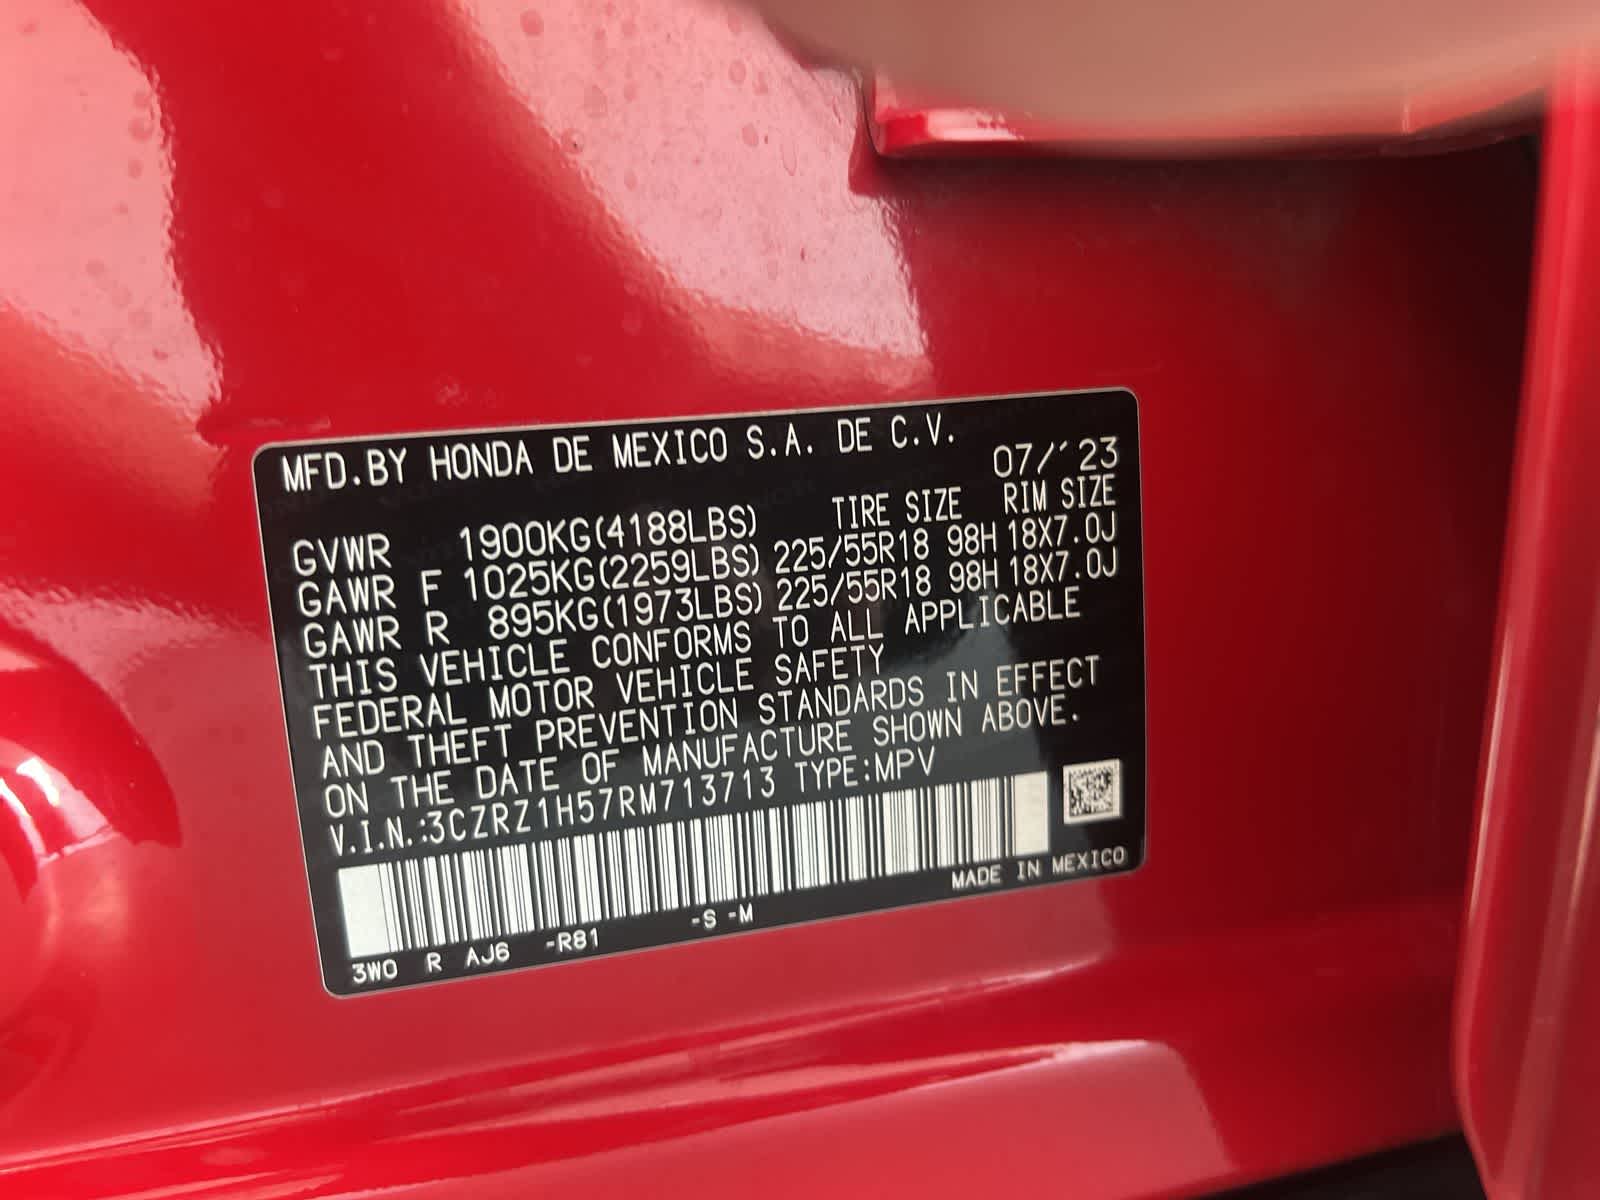 MFD.BY HONDA DE MEXICO S.A. DE C.V.
07/´23
GVWR 1900KG(4188LBS) TIRE SIZE RIM SIZE
GAWR F 1025KG(2259LBS) 225/55R18 98H 18X7.0J
GAWR R 895KG(1973LBS) 225/55R18 98H 18X7.0J
THIS VEHICLE CONFORMS TO ALL APPLICABLE
FEDERAL MOTOR VEHICLE SAFETY
AND THEFT PREVENTION STANDARDS IN EFFECT
ON THE DATE OF MANUFACTURE SHOWN ABOVE.
V.I.N.:3CZRZ1H57RM713713 TYPE:MPV
MADE IN MEXICO
3W0 R AJ6 -R81 -S -M